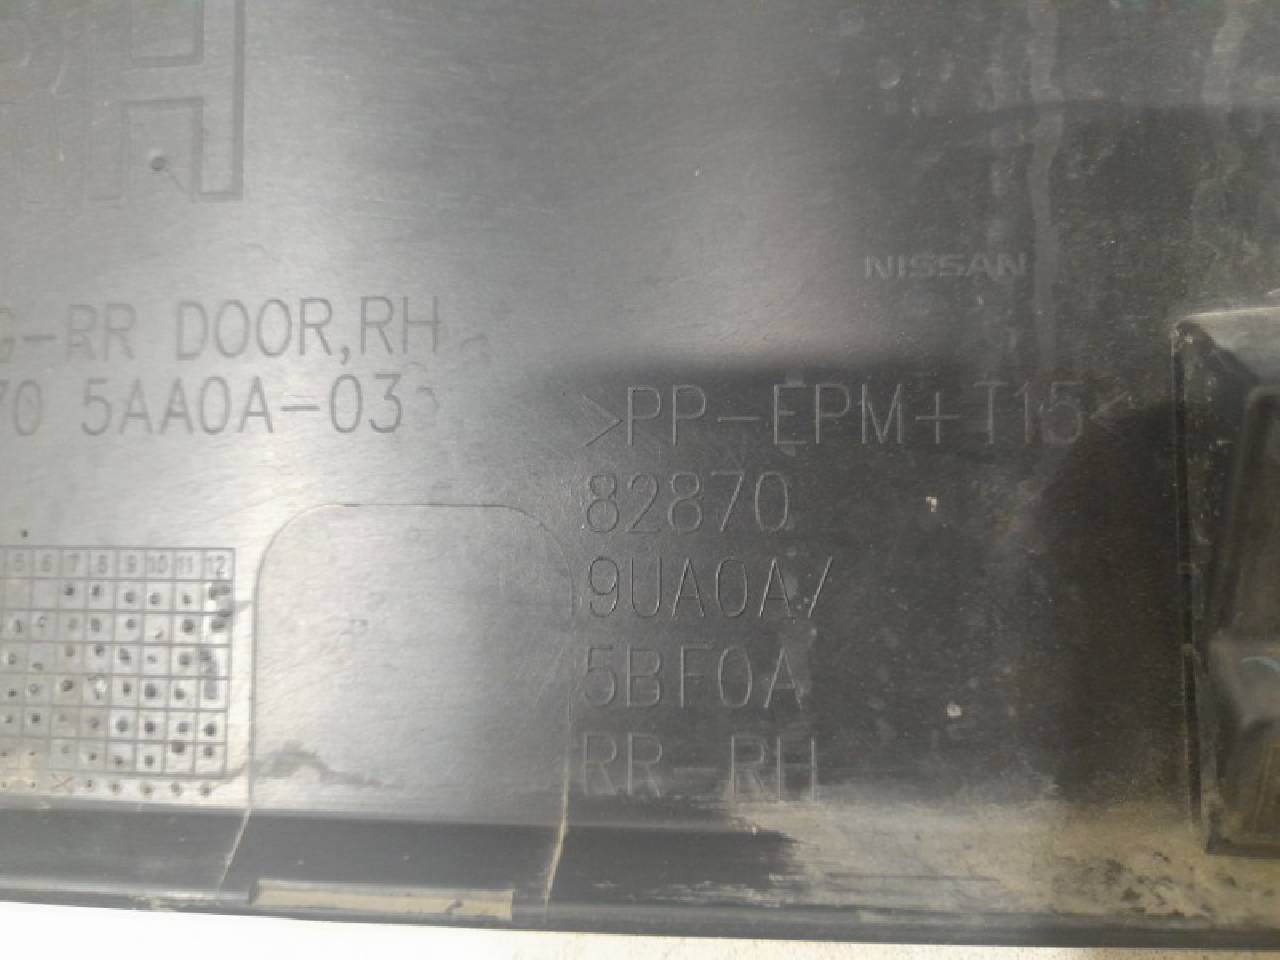 H
NISSAN
G-RR DOOR,RH
70 5AA0A-03
>PP-EPM+T15<
82870
9UA0A/
5BF0A
RR-RH
5 6 7 8 9 10 11 12